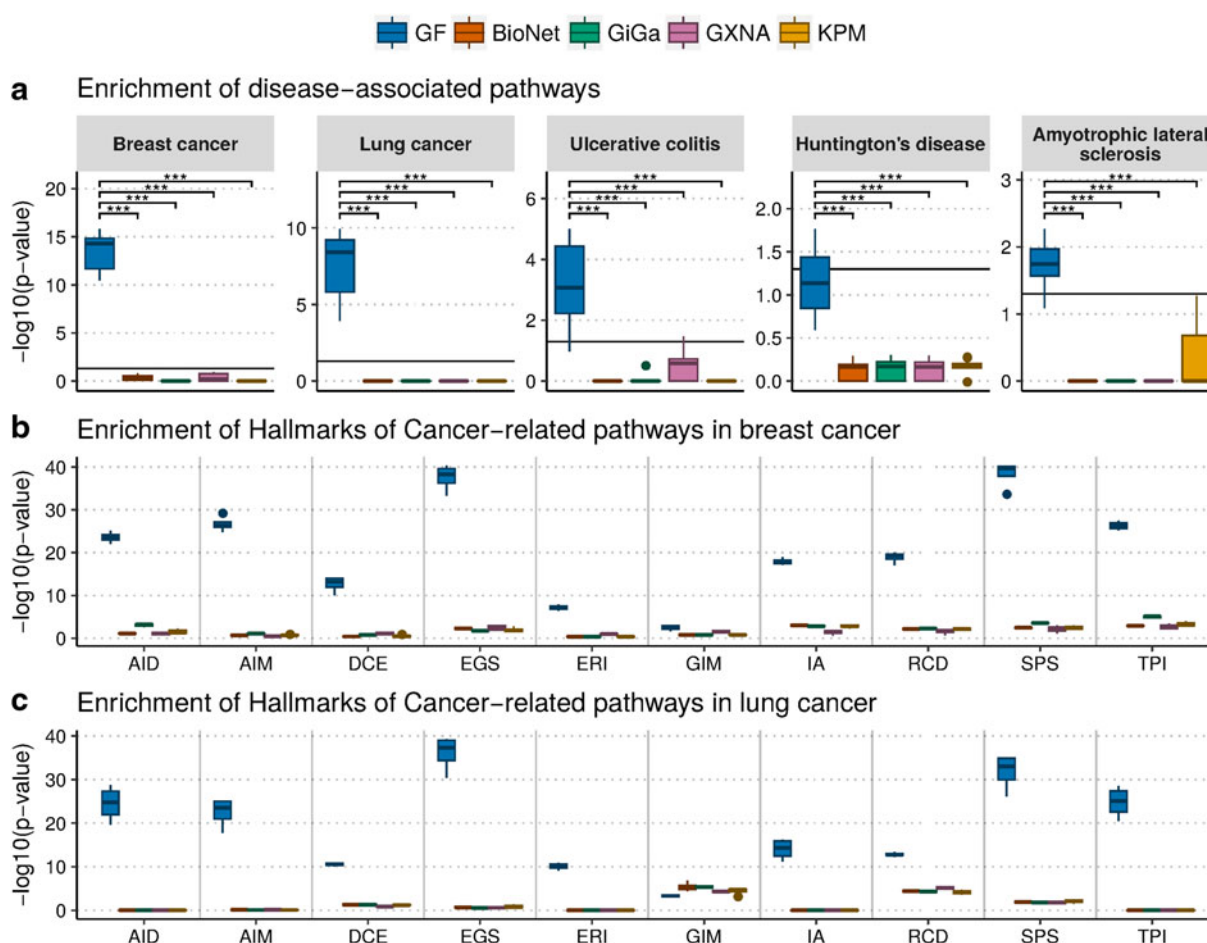 GF BioNet GiGa GXNA KPM
a Enrichment of disease-associated pathways
Breast cancer Lung cancer Ulcerative colitis Huntington's disease Amyotrophic lateral
sclerosis
-log10(p-value)
20
15
10
5
0
*** *** *** ***
10
5
0
*** *** *** ***
6
4
2
0
*** *** *** ***
2.0
1.5
1.0
0.5
0.0
*** *** *** ***
3
2
1
0
*** *** *** ***
b Enrichment of Hallmarks of Cancer-related pathways in breast cancer
-log10(p-value)
40
30
20
10
0
AID AIM DCE EGS ERI GIM IA RCD SPS TPI
c Enrichment of Hallmarks of Cancer-related pathways in lung cancer
-log10(p-value)
40
30
20
10
0
AID AIM DCE EGS ERI GIM IA RCD SPS TPI